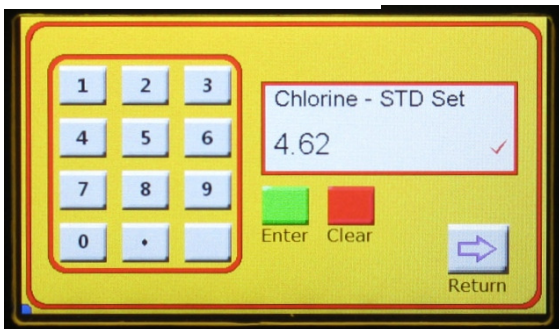 1 2 3
4 5 6
7 8 9
0 .
Chlorine - STD Set
4.62
Enter Clear
Return